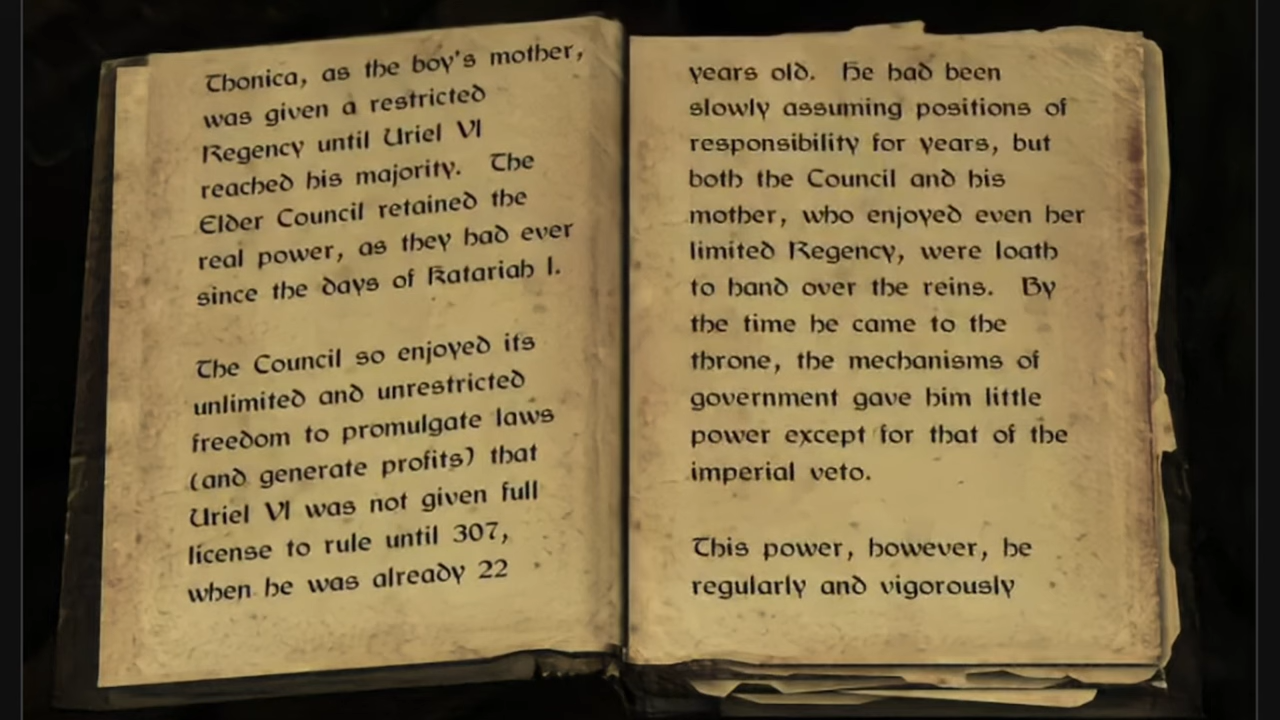 Thonica, as the boy's mother,
was given a restricted
Regency until Uriel VI
reached his majority.  The
Elder Council retained the
real power, as they had ever
since the days of Katariah I.
The Council so enjoyed its
unlimited and unrestricted
freedom to promulgate laws
(and generate profits) that
Uriel VI was not given full
license to rule until 307,
when he was already 22
years old.  He had been
slowly assuming positions of
responsibility for years, but
both the Council and his
mother, who enjoyed even her
limited Regency, were loath
to hand over the reins.  By
the time he came to the
throne, the mechanisms of
government gave him little
power except for that of the
imperial veto.
This power, however, he
regularly and vigorously